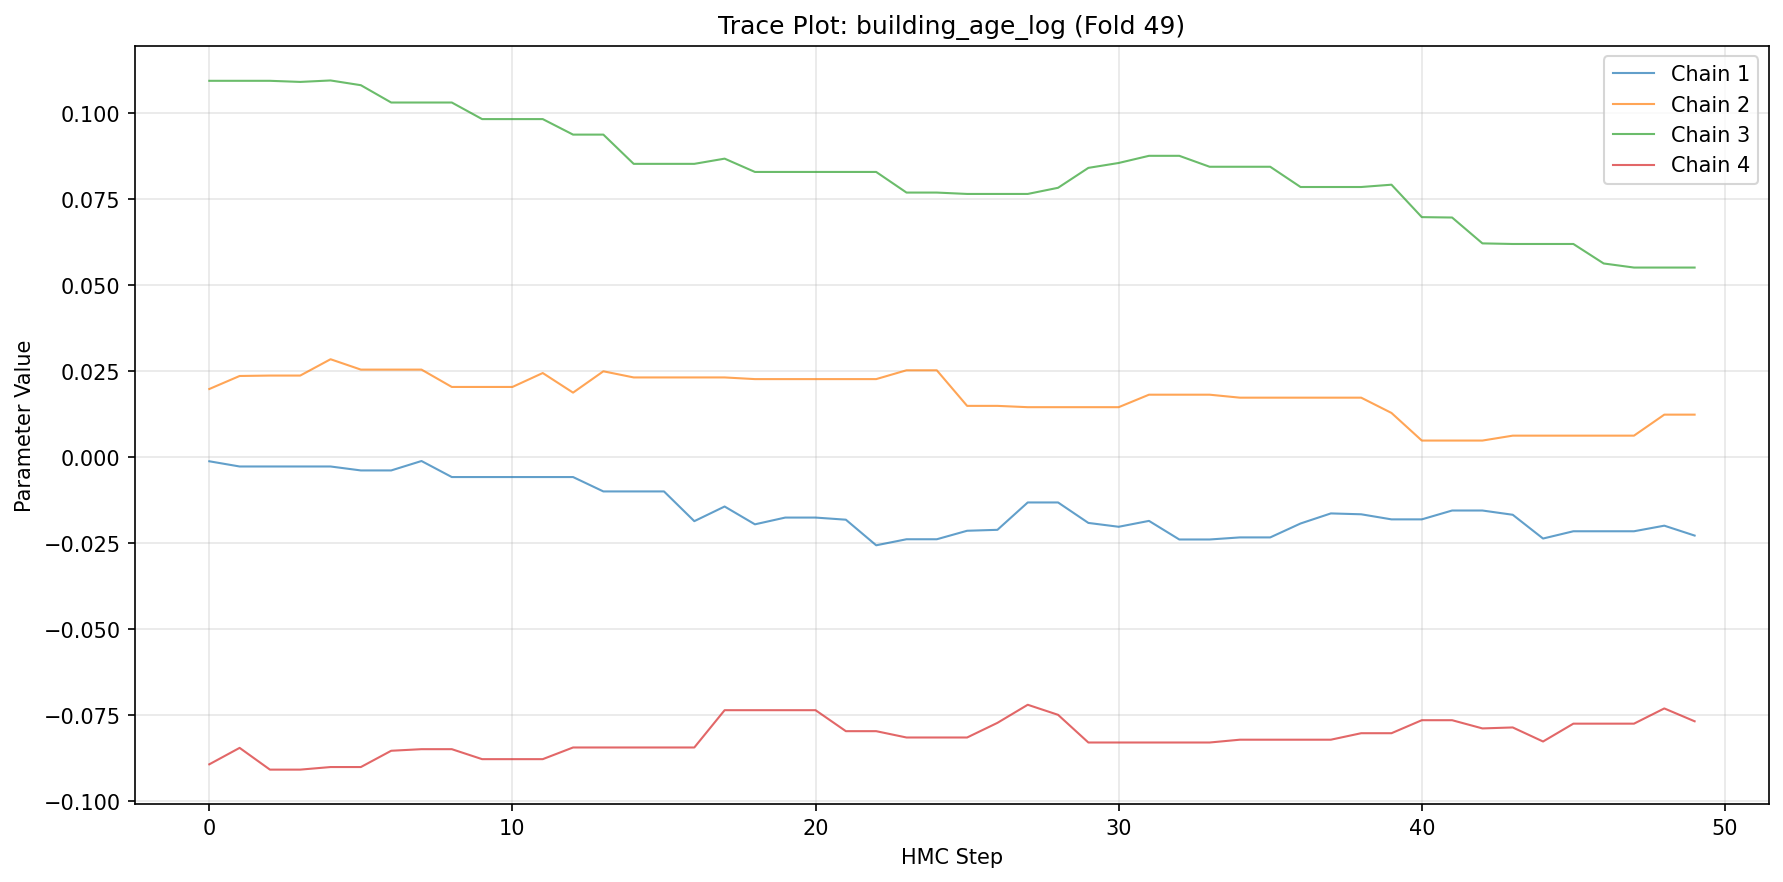 Trace Plot: building_age_log (Fold 49)
Chain 1
Chain 2
Chain 3
Chain 4
0.100
0.075
0.050
0.025
0.000
−0.025
−0.050
−0.075
−0.100
Parameter Value
0 10 20 30 40 50
HMC Step